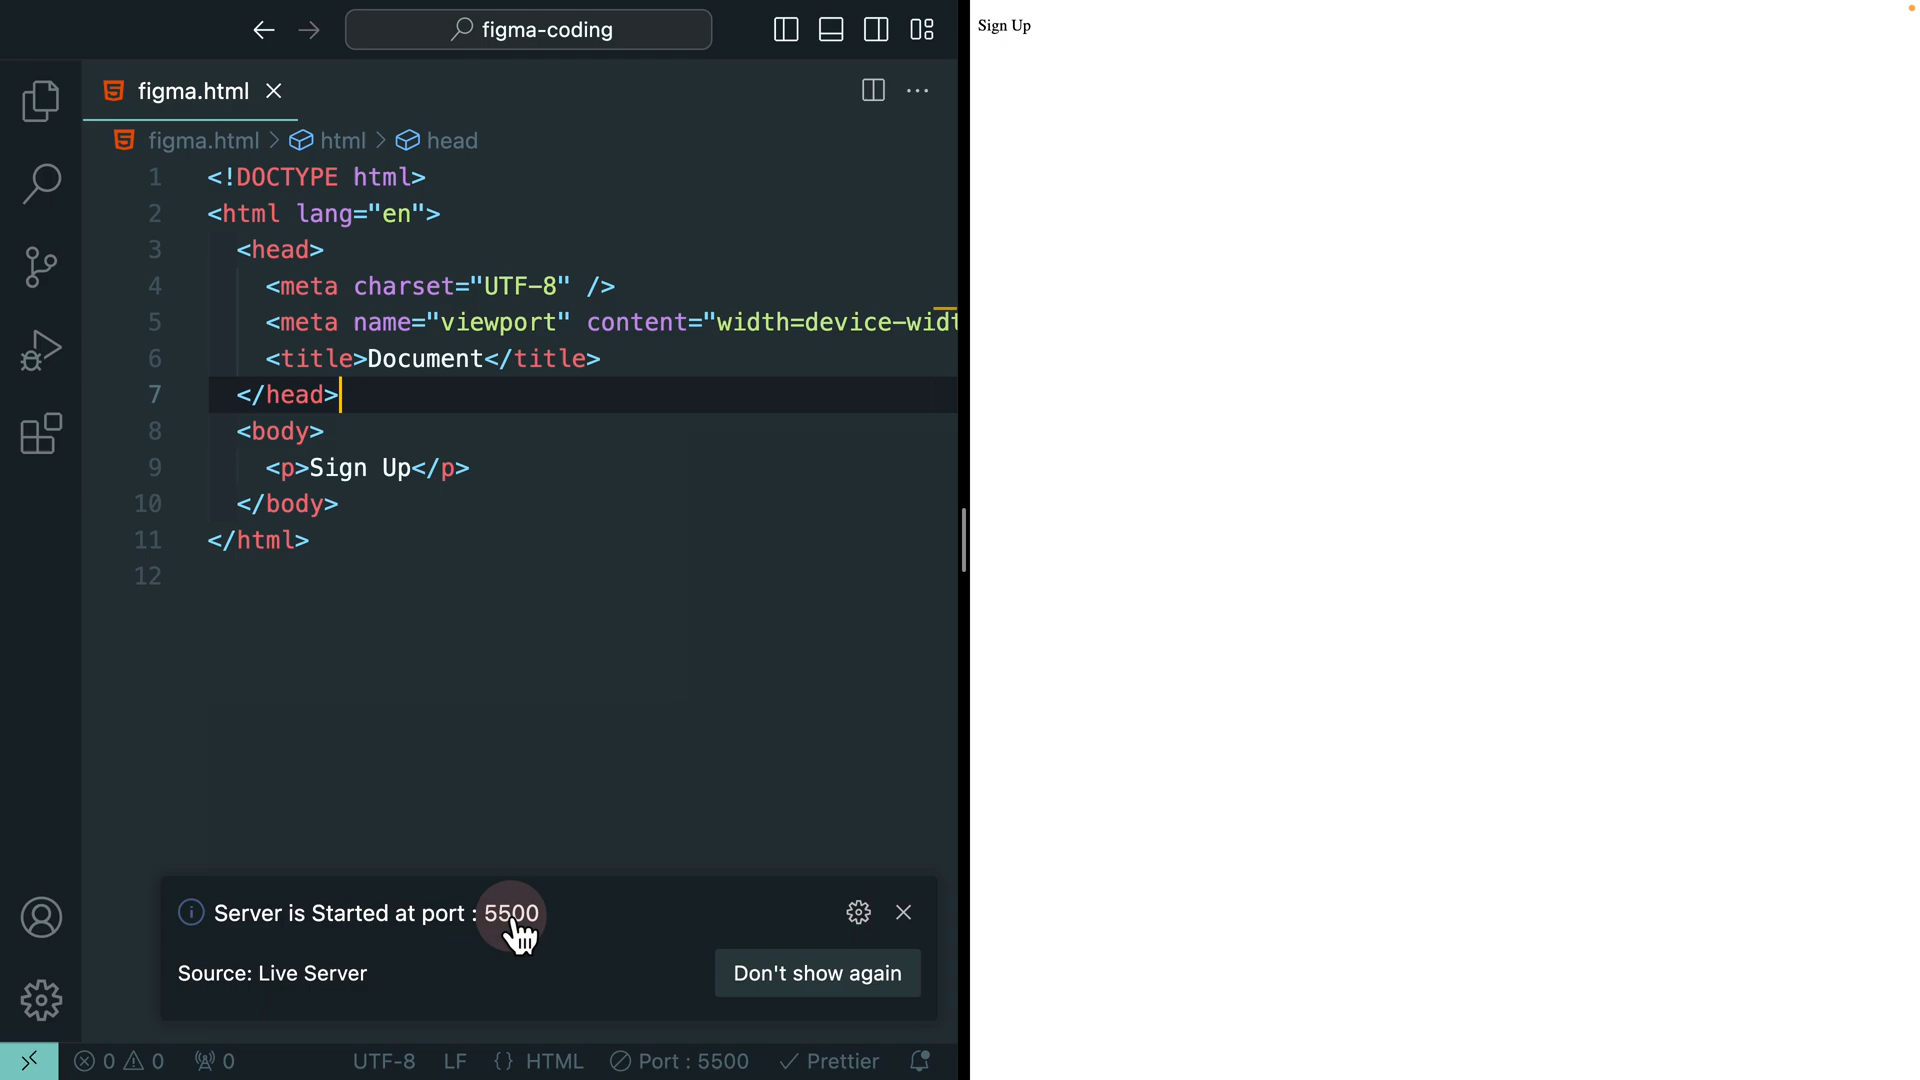 figma-coding
figma.html
figma.html > html > head
1 <!DOCTYPE html>
2 <html lang="en">
3 <head>
4 <meta charset="UTF-8" />
5 <meta name="viewport" content="width=device-widt
6 <title>Document</title>
7 </head>
8 <body>
9 <p>Sign Up</p>
10 </body>
11 </html>
12
Server is Started at port : 5500
Source: Live Server
Don't show again
0 0 0 UTF-8 LF {} HTML Port : 5500 Prettier
Sign Up